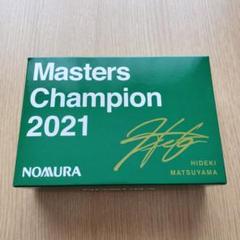 Masters
Champion
2021
NOMURA
HIDEKI
MATSUYAMA